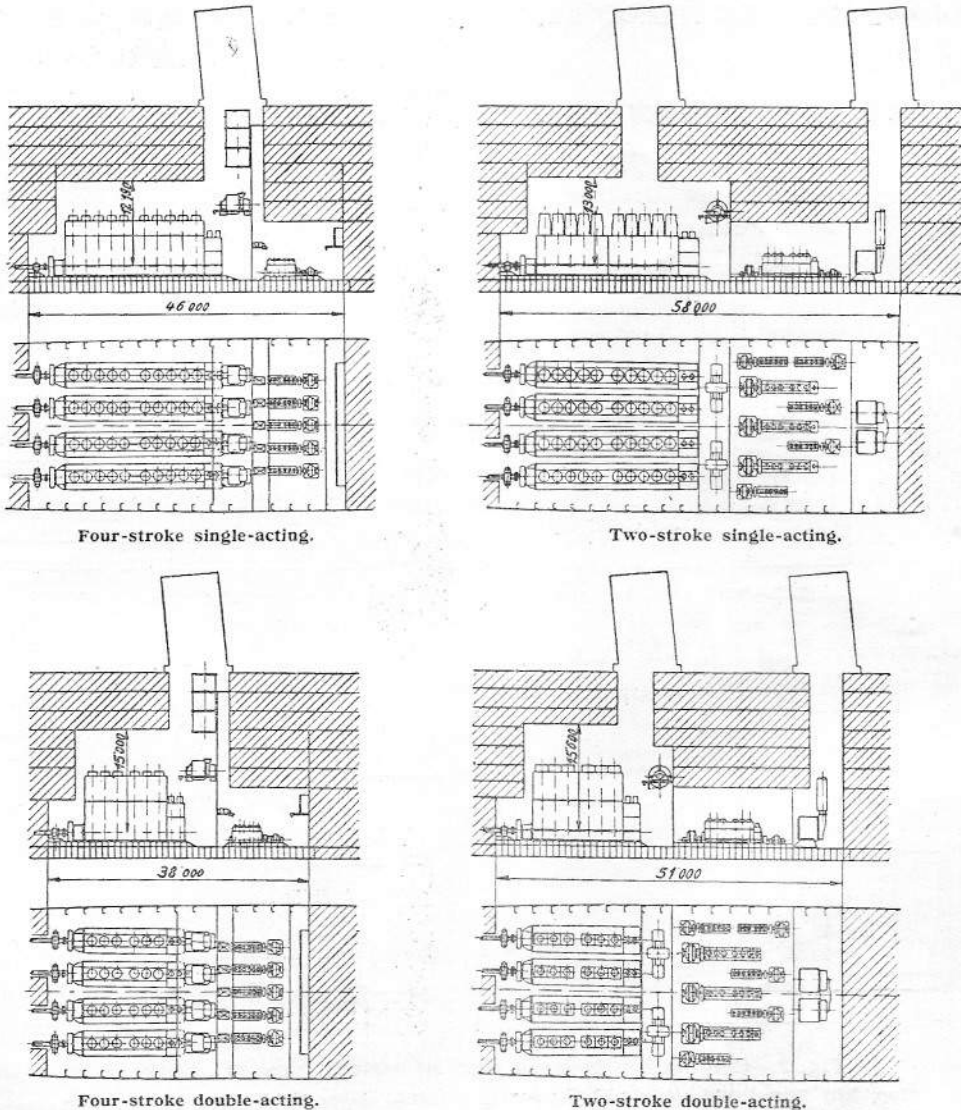 12 190
13 000
46 000
58 000
Four-stroke single-acting.
Two-stroke single-acting.
15 000
15 000
38 000
51 000
Four-stroke double-acting.
Two-stroke double-acting.